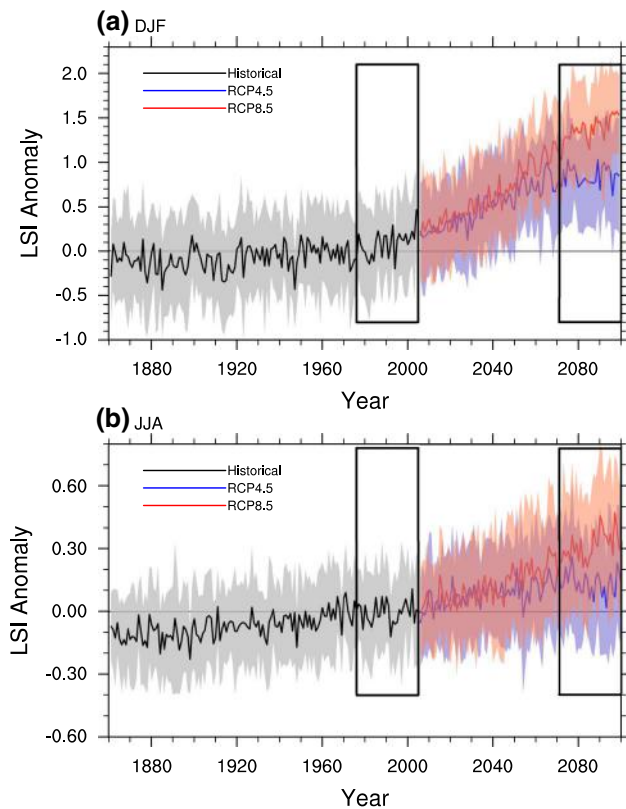 (a) DJF
2.0
Historical
RCP4.5
1.5
RCP8.5
1.0
LSI Anomaly
0.5
0.0
-0.5
-1.0
1880 1920 1960 2000 2040 2080
Year
(b) JJA
Historical
0.60
RCP4.5
RCP8.5
0.30
LSI Anomaly
0.00
-0.30
-0.60
1880 1920 1960 2000 2040 2080
Year